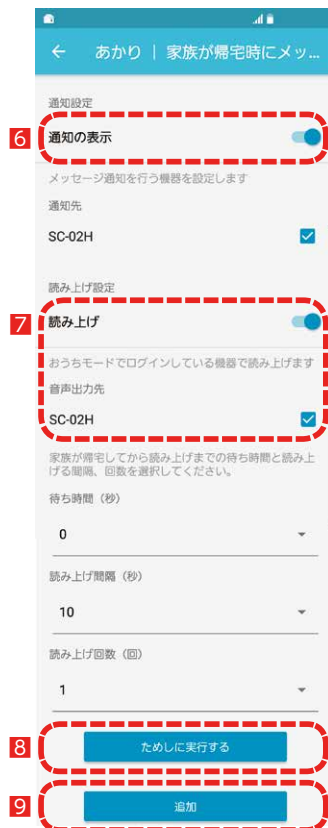 ← あかり | 家族が帰宅時にメッ...
通知設定
6 通知の表示
メッセージ通知を行う機器を設定します
通知先
SC-02H
読み上げ設定
7 読み上げ
おうちモードでログインしている機器で読み上げます
音声出力先
SC-02H
家族が帰宅してから読み上げまでの待ち時間と読み上
げる間隔、回数を選択してください。
待ち時間（秒）
0
読み上げ間隔（秒）
10
読み上げ回数（回）
1
8 ためしに実行する
9 追加